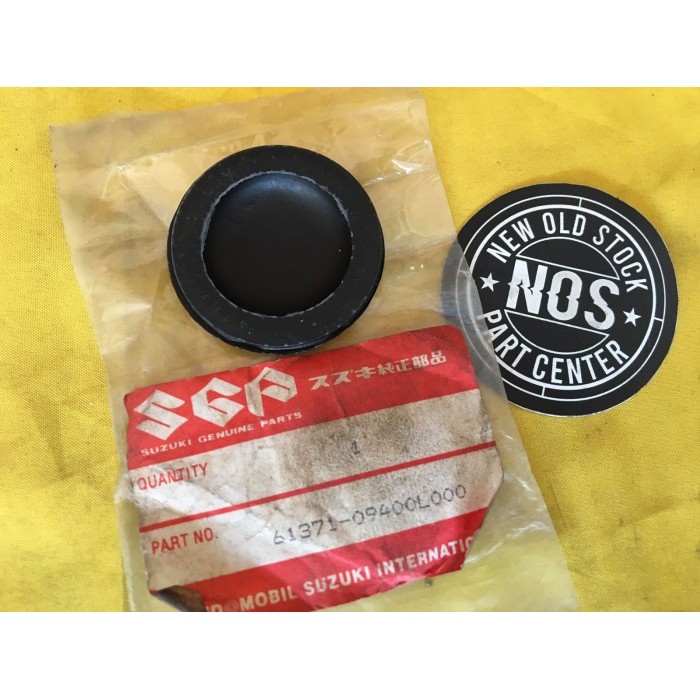 SGP スズキ純正部品
SUZUKI GENUINE PARTS
QUANTITY 1
PART NO. 61371-09400L000
MOBIL SUZUKI INTERNATIO
NEW OLD STOCK
NOS
PART CENTER